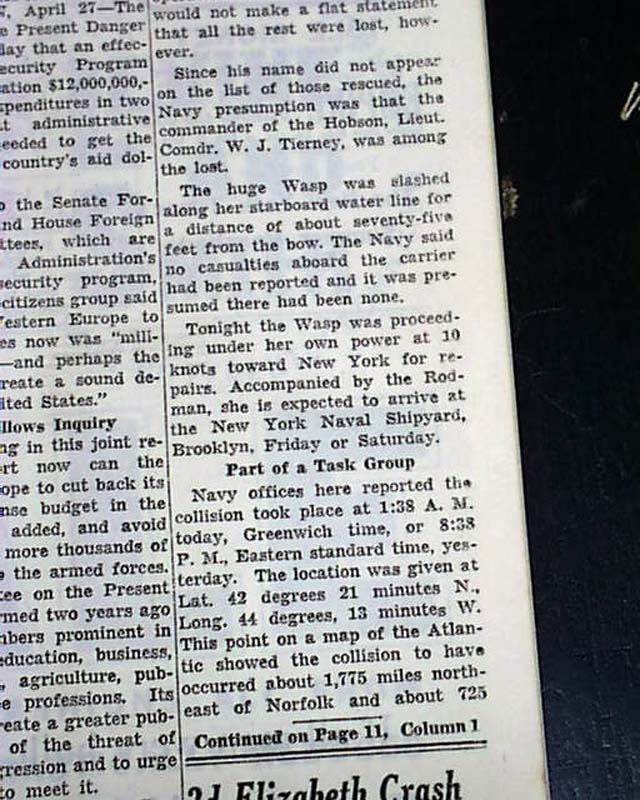 , April 27—The
e Present Danger
lay that an effec-
ecurity Program
ation $12,000,000,-
penditures in two
t administrative
eeded to get the
country's aid dol-
o the Senate For-
nd House Foreign
ttees, which are
Administration's
security program,
citizens group said
estern Europe to
es now was "mili-
—and perhaps the
reate a sound de-
ited States."
llows Inquiry
ng in this joint re-
rt now can the
ope to cut back its
nse budget in the
added, and avoid
more thousands of
the armed forces.
ee on the Present
rmed two years ago
mbers prominent in
education, business,
, agriculture, pub-
e professions. Its
reate a greater pub-
of the threat of
gression and to urge
to meet it.
would not make a flat statement
that all the rest were lost, how-
ever.
Since his name did not appear
on the list of those rescued, the
Navy presumption was that the
commander of the Hobson, Lieut.
Comdr. W. J. Tierney, was among
the lost.
The huge Wasp was slashed
along her starboard water line for
a distance of about seventy-five
feet from the bow. The Navy said
no casualties aboard the carrier
had been reported and it was pre-
sumed there had been none.
Tonight the Wasp was proceed-
ing under her own power at 10
knots toward New York for re-
pairs. Accompanied by the Rod-
man, she is expected to arrive at
the New York Naval Shipyard,
Brooklyn, Friday or Saturday.
Part of a Task Group
Navy offices here reported the
collision took place at 1:38 A. M.
today, Greenwich time, or 8:38
P. M., Eastern standard time, yes-
terday. The location was given at
Lat. 42 degrees 21 minutes N.,
Long. 44 degrees, 13 minutes W.
This point on a map of the Atlan-
tic showed the collision to have
occurred about 1,775 miles north-
east of Norfolk and about 725
Continued on Page 11, Column 1
2d Elizabeth Crash